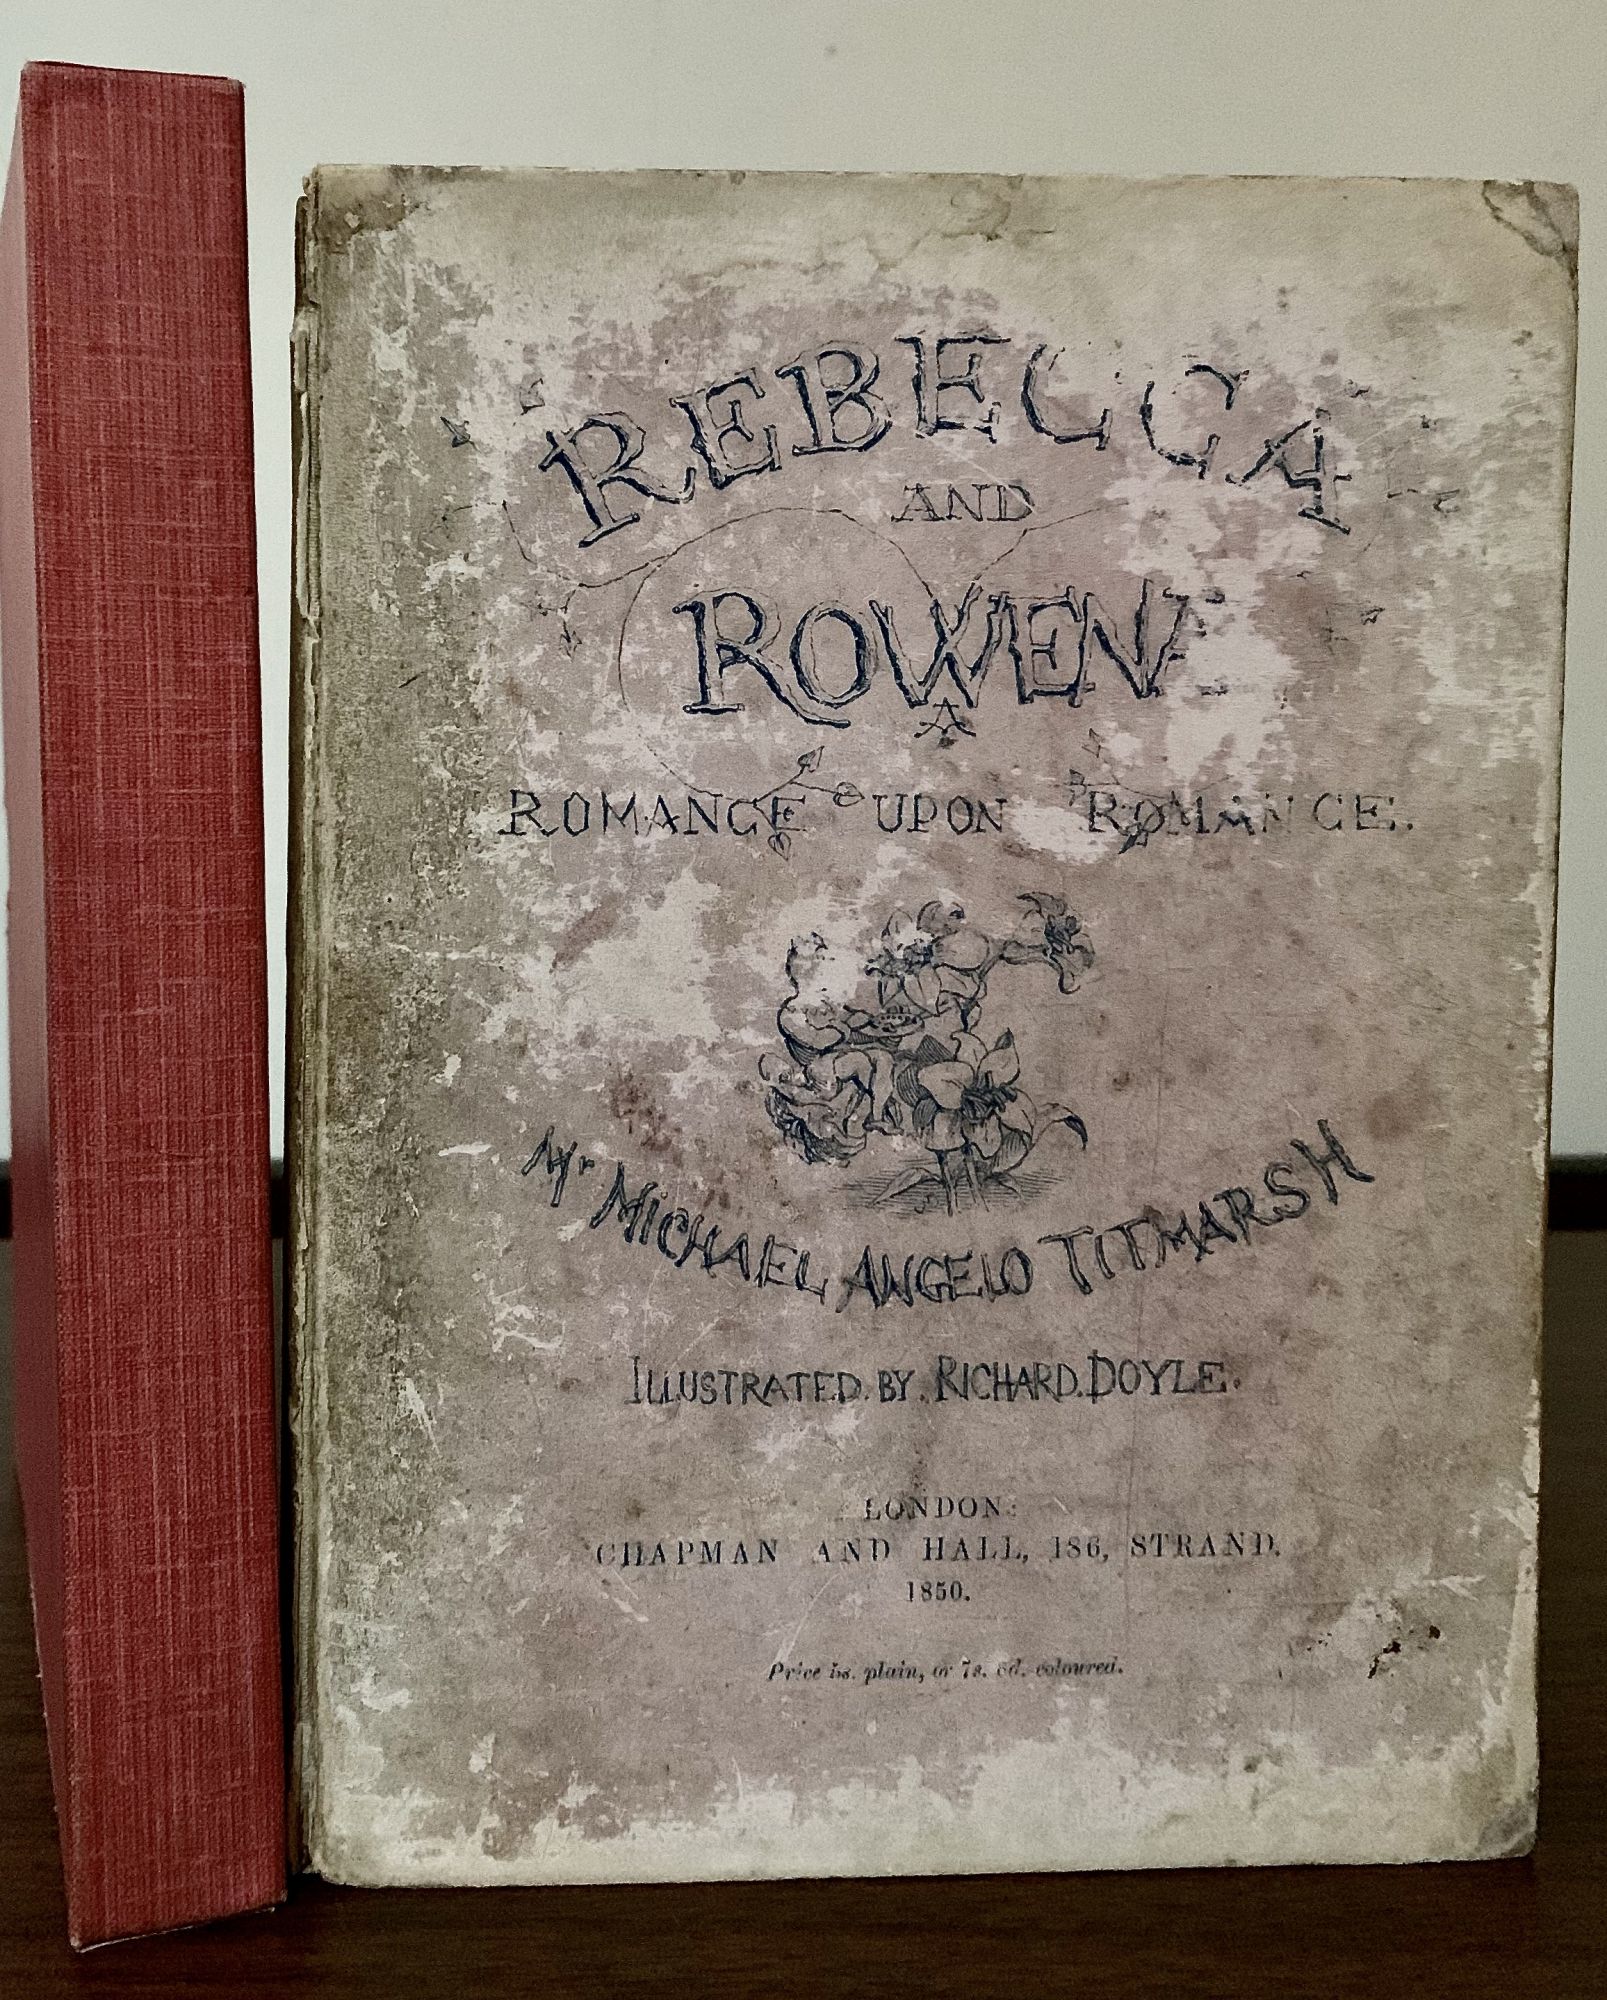 REBECCA
AND
ROWENA
A
ROMANCE UPON ROMANCE.
Mr MICHAEL ANGELO TITMARSH
ILLUSTRATED. BY. RICHARD. DOYLE.
LONDON:
CHAPMAN AND HALL, 186, STRAND.
1850.
Price 5s. plain, or 7s. 6d. coloured.